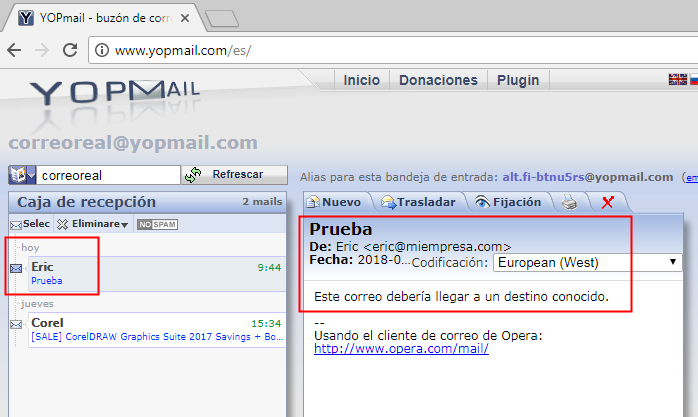 YOPmail - buzón de corr
www.yopmail.com/es/
YOPMAIL
Inicio Donaciones Plugin
correoreal@yopmail.com
correoreal Refrescar
Alias para esta bandeja de entrada: alt.fi-btnu5rs@yopmail.com (en
Caja de recepción 2 mails
Nuevo Trasladar Fijación
Selec Eliminare NO SPAM
Prueba
De: Eric <eric@miempresa.com>
Fecha: 2018-0... Codificación: European (West)
hoy
Eric 9:44
Prueba
Este correo debería llegar a un destino conocido.
jueves
Corel 15:34
[SALE] CorelDRAW Graphics Suite 2017 Savings + Bo...
--
Usando el cliente de correo de Opera:
http://www.opera.com/mail/